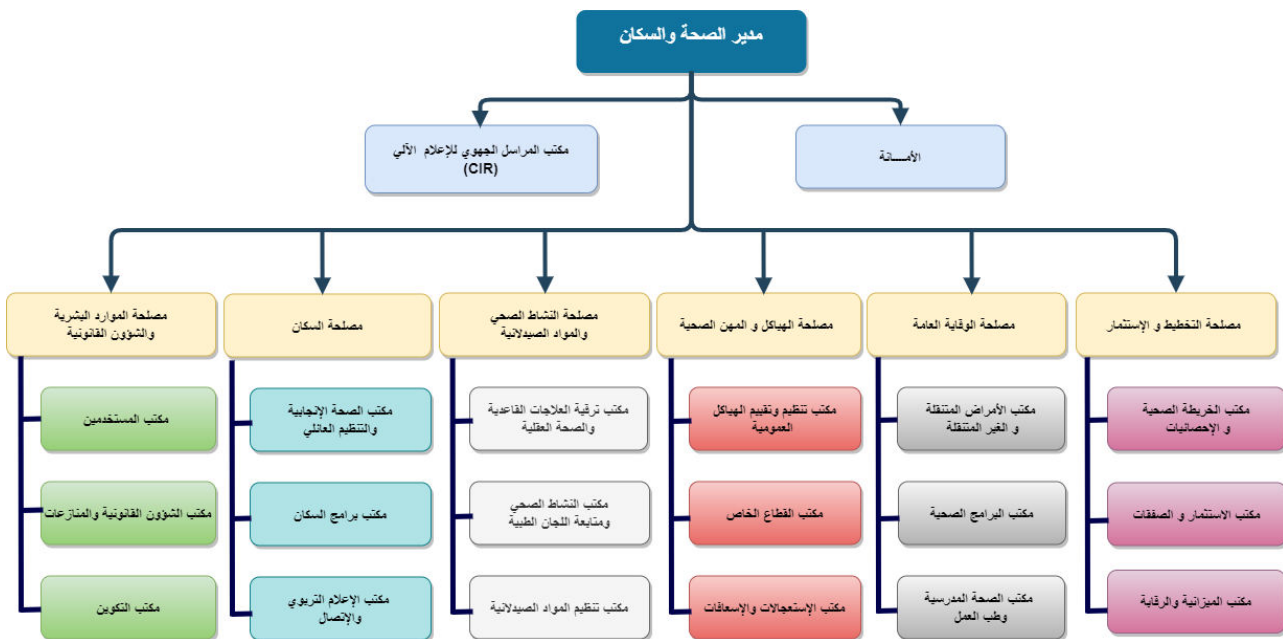 مدير الصحة والسكان
الأمــــانة
مكتب المراسل الجهوي للإعلام الآلي
(CIR)
مصلحة التخطيط و الإستثمار
مصلحة الوقاية العامة
مصلحة الهياكل و المهن الصحية
مصلحة النشاط الصحي
والمواد الصيدلانية
مصلحة السكان
مصلحة الموارد البشرية
والشؤون القانونية
مكتب الخريطة الصحية
و الإحصائيات
مكتب الأمراض المتنقلة
و الغير المتنقلة
مكتب تنظيم وتقييم الهياكل
العمومية
مكتب ترقية العلاجات القاعدية
والصحة العقلية
مكتب الصحة الإنجابية
والتنظيم العائلي
مكتب المستخدمين
مكتب الاستثمار و الصفقات
مكتب البرامج الصحية
مكتب القطاع الخاص
مكتب النشاط الصحي
ومتابعة اللجان الطبية
مكتب برامج السكان
مكتب الشؤون القانونية والمنازعات
مكتب الميزانية والرقابة
مكتب الصحة المدرسية
وطب العمل
مكتب الإستعجالات والإسعافات
مكتب تنظيم المواد الصيدلانية
مكتب الإعلام التربوي
والإتصال
مكتب التكوين